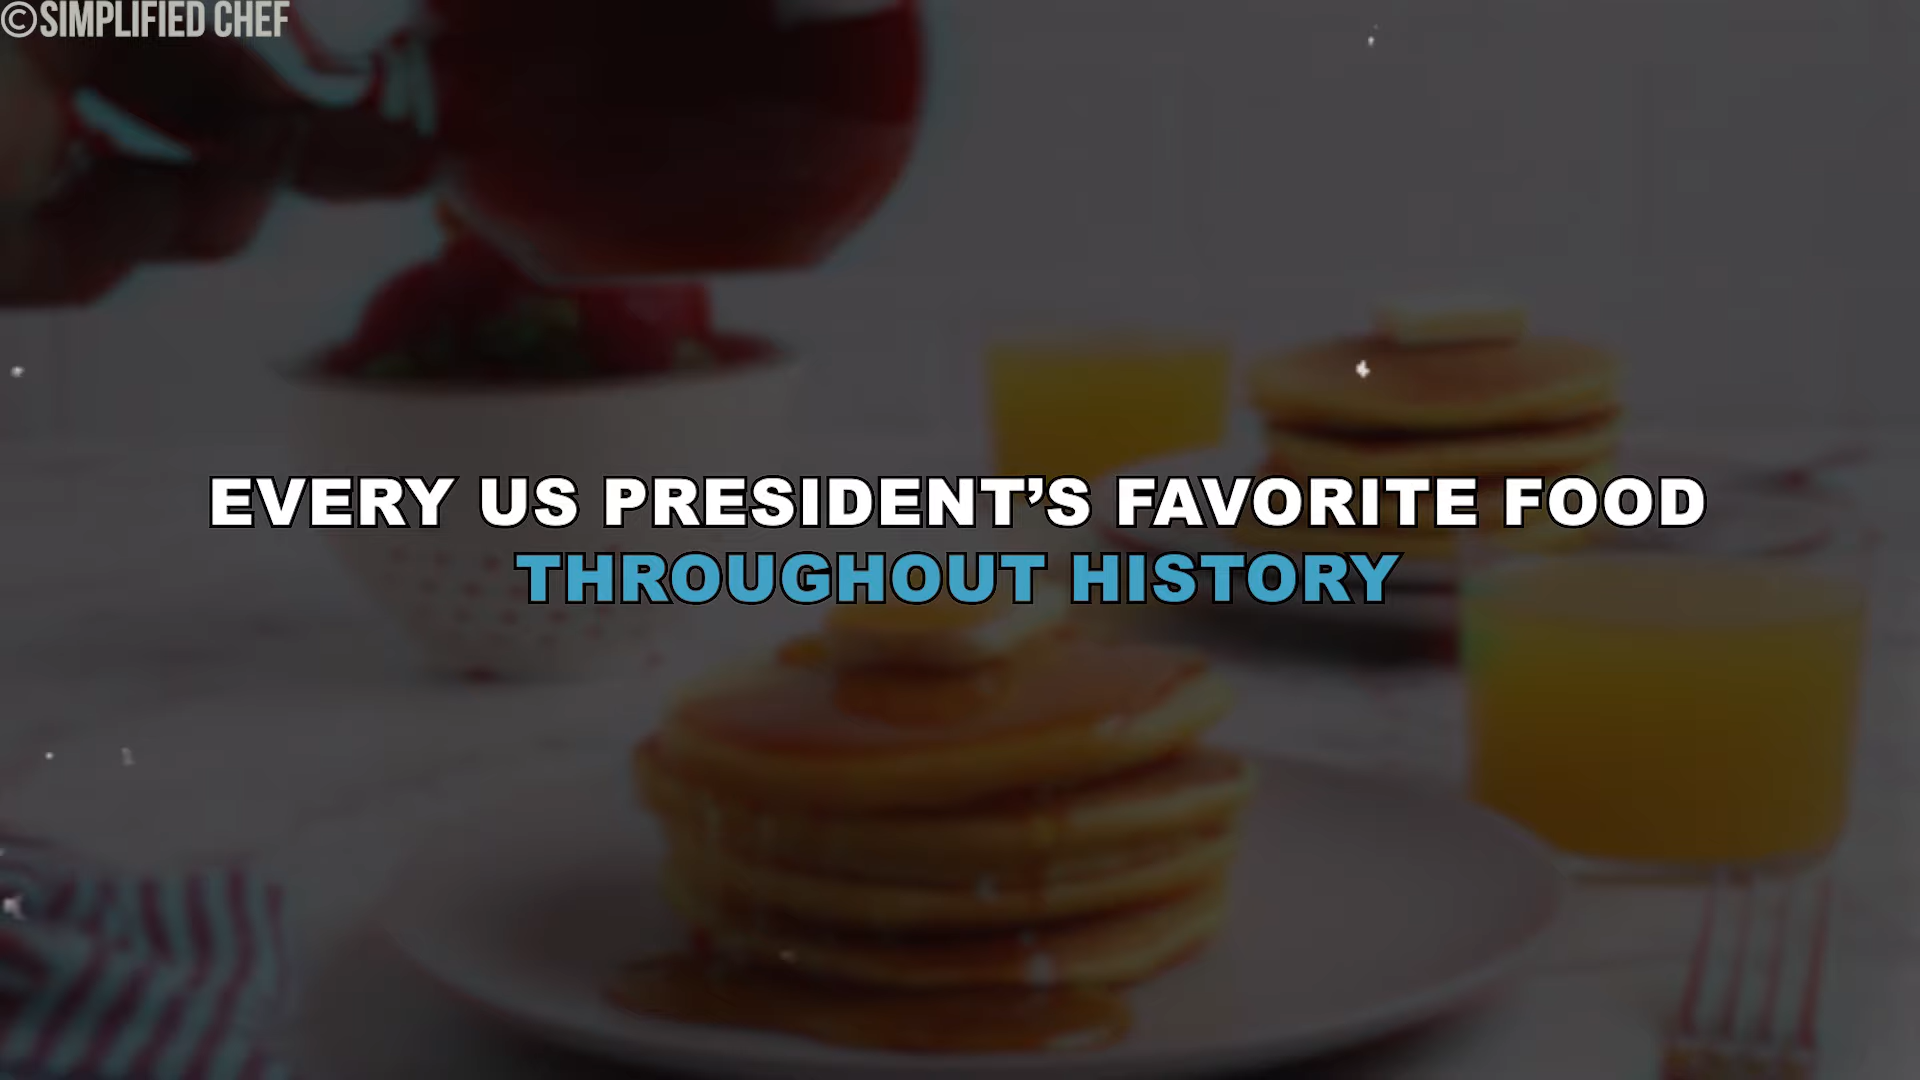 ©SIMPLIFIED CHEF
EVERY US PRESIDENT’S FAVORITE FOOD
THROUGHOUT HISTORY